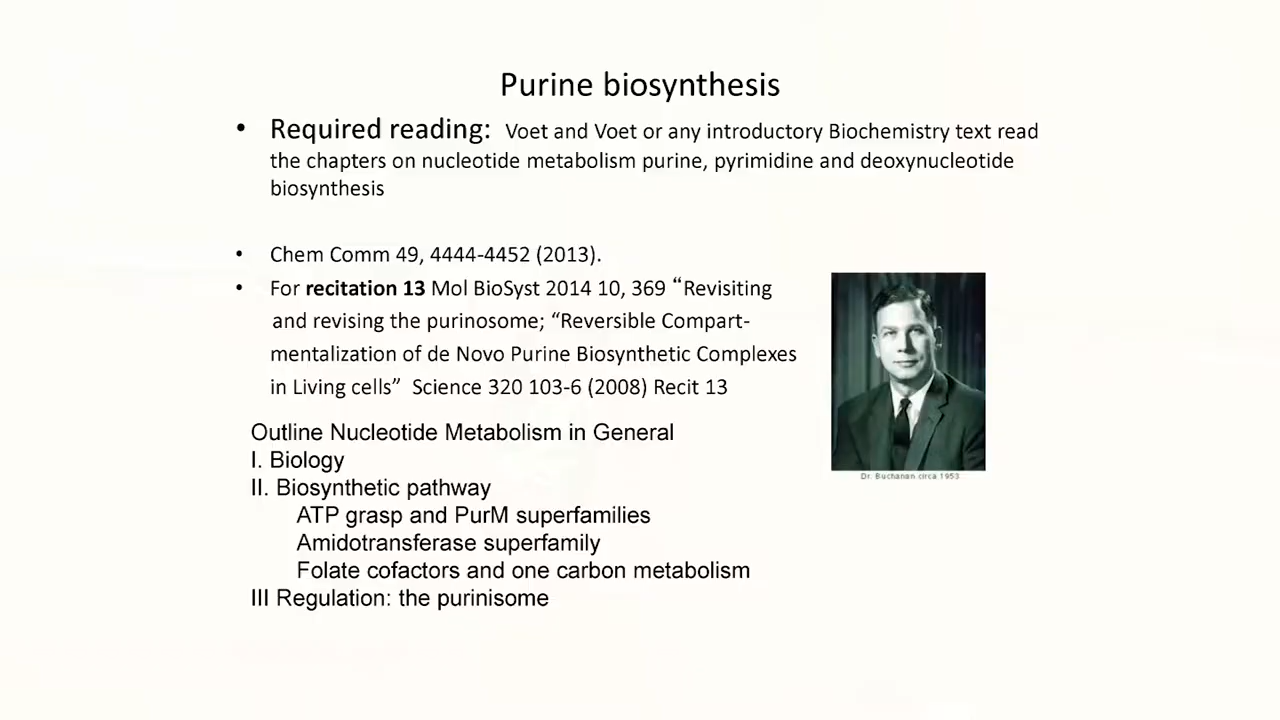 Purine biosynthesis
• Required reading: Voet and Voet or any introductory Biochemistry text read
the chapters on nucleotide metabolism purine, pyrimidine and deoxynucleotide
biosynthesis
• Chem Comm 49, 4444-4452 (2013).
• For recitation 13 Mol BioSyst 2014 10, 369 “Revisiting
and revising the purinosome; “Reversible Compart-
mentalization of de Novo Purine Biosynthetic Complexes
in Living cells” Science 320 103-6 (2008) Recit 13
Dr. Buchanan circa 1953
Outline Nucleotide Metabolism in General
I. Biology
II. Biosynthetic pathway
ATP grasp and PurM superfamilies
Amidotransferase superfamily
Folate cofactors and one carbon metabolism
III Regulation: the purinisome